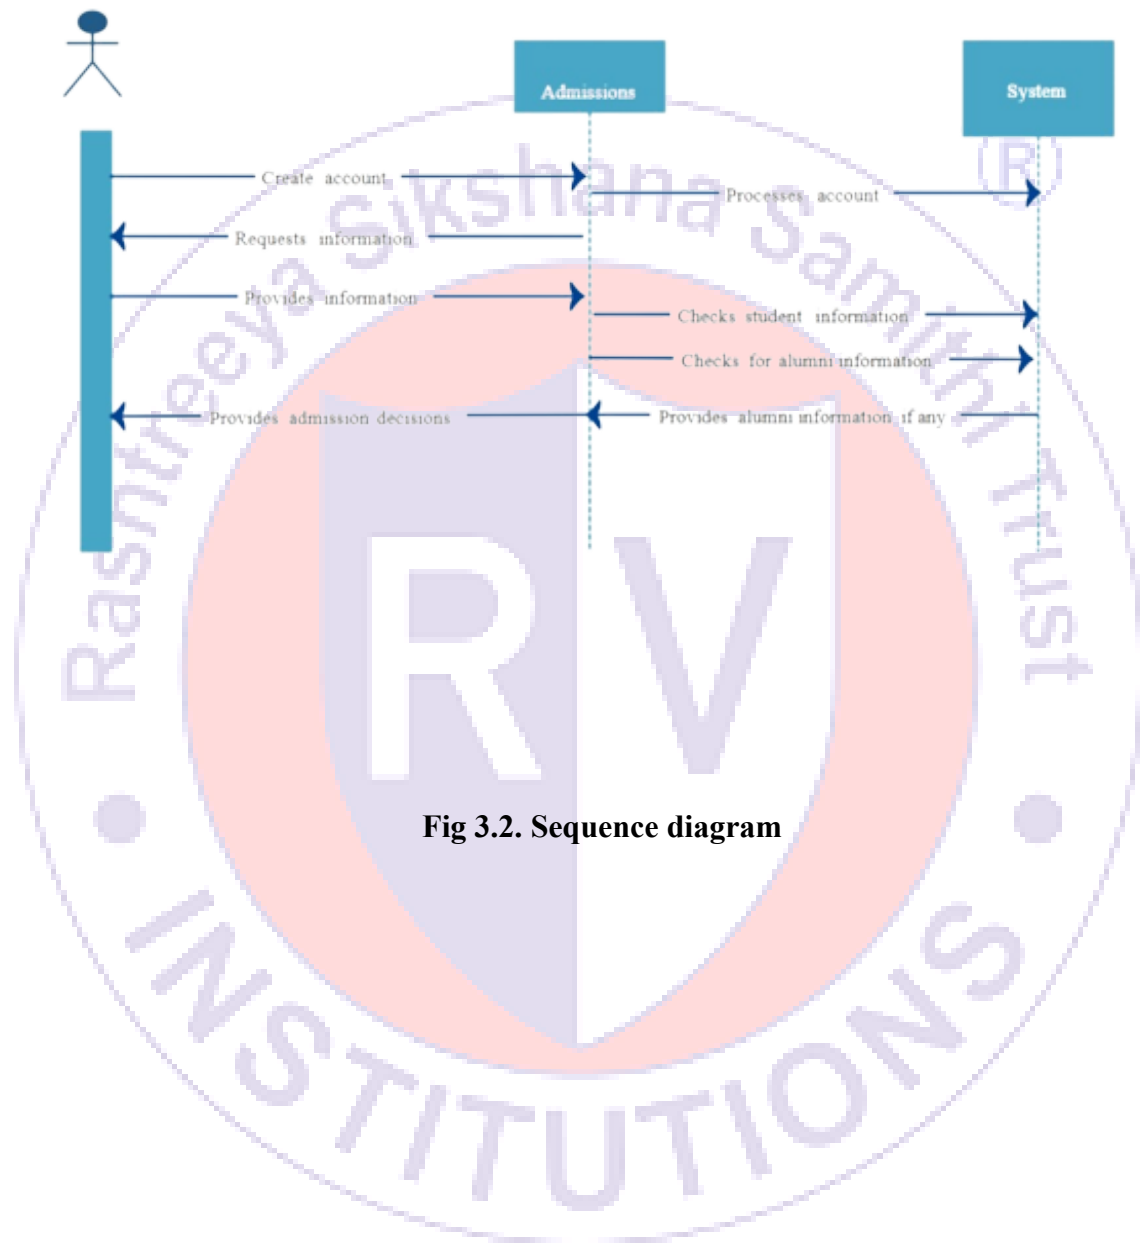 Admissions
System
Create account
Processes account
Requests information
Provides information
Checks student information
Checks for alumni information
Provides admission decisions
Provides alumni information if any
Rashtreeya Sikshana Samithi Trust
®
R V
Fig 3.2. Sequence diagram
INSTITUTIONS